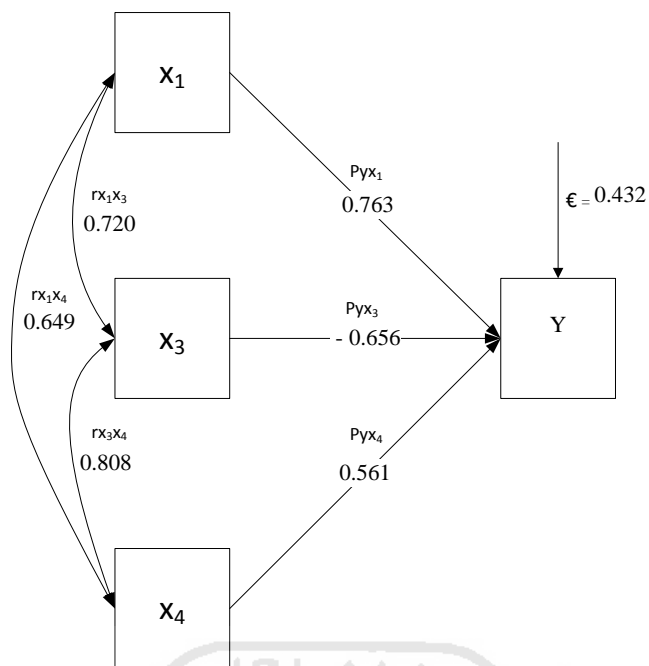 x1
Pyx1
0.763
€ = 0.432
rx1x3
0.720
rx1x4
0.649
x3
Pyx3
- 0.656
Y
rx3x4
0.808
Pyx4
0.561
x4